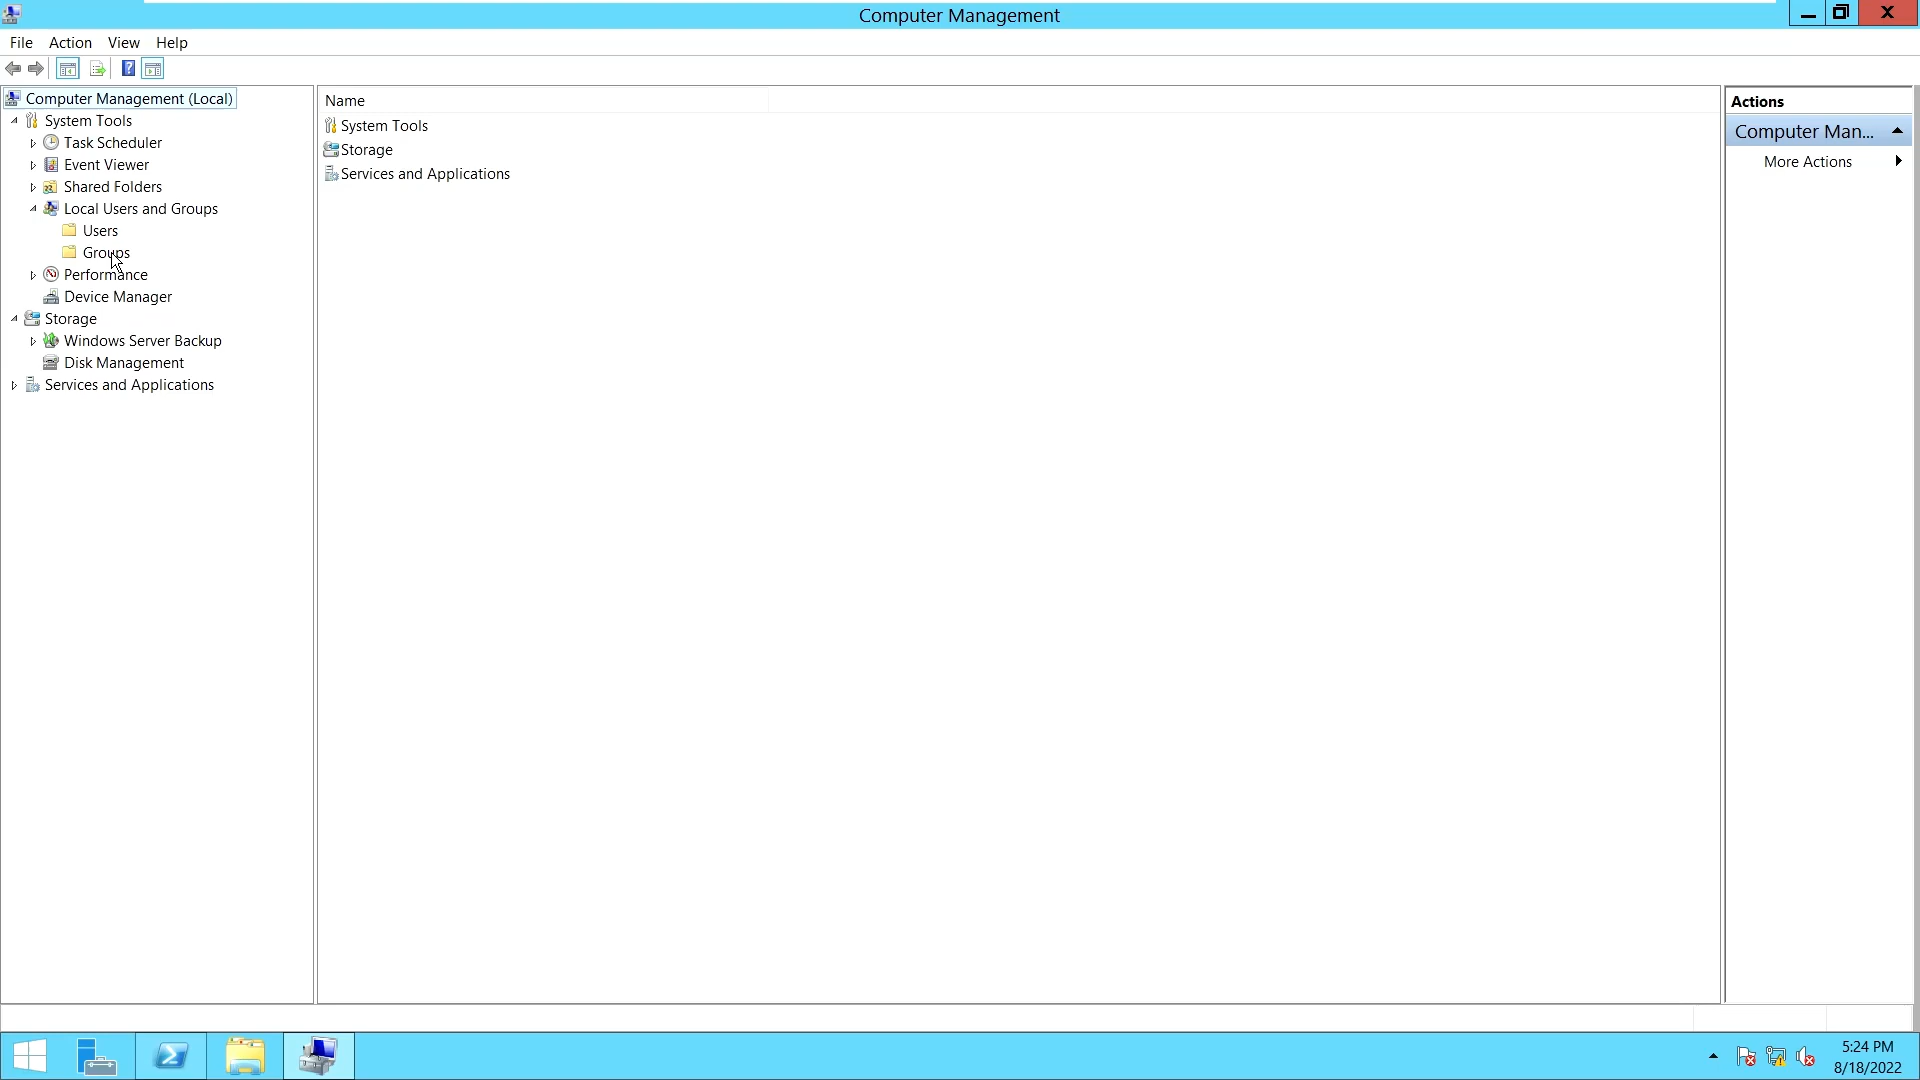 Computer Management
File Action View Help
Computer Management (Local)
System Tools
Task Scheduler
Event Viewer
Shared Folders
Local Users and Groups
Users
Groups
Performance
Device Manager
Storage
Windows Server Backup
Disk Management
Services and Applications
Name
System Tools
Storage
Services and Applications
Actions
Computer Man...
More Actions
5:24 PM
8/18/2022